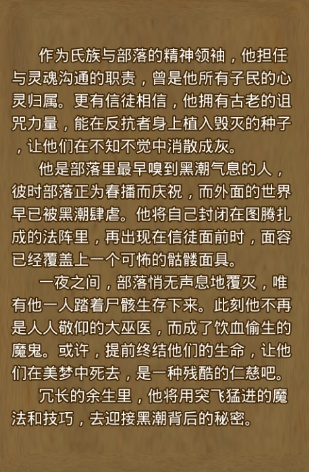 作为氏族与部落的精神领袖，他担任
与灵魂沟通的职责，曾是他所有子民的心
灵归属。更有信徒相信，他拥有古老的诅
咒力量，能在反抗者身上植入毁灭的种子
，让他们在不知不觉中消散成灰。
他是部落里最早嗅到黑潮气息的人，
彼时部落正为春播而庆祝，而外面的世界
早已被黑潮肆虐。他将自己封闭在图腾扎
成的法阵里，再出现在信徒面前时，面容
已经覆盖上一个可怖的骷髅面具。
一夜之间，部落悄无声息地覆灭，唯
有他一人踏着尸骸生存下来。此刻他不再
是人人敬仰的大巫医，而成了饮血偷生的
魔鬼。或许，提前终结他们的生命，让他
们在美梦中死去，是一种残酷的仁慈吧。
冗长的余生里，他将用突飞猛进的魔
法和技巧，去迎接黑潮背后的秘密。